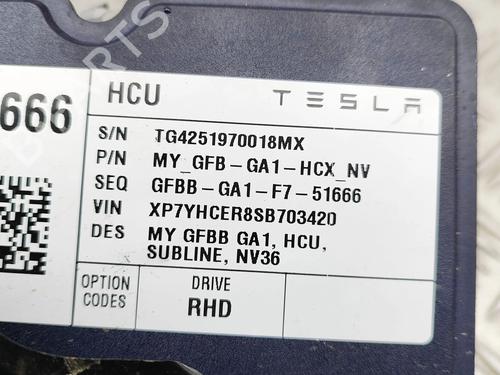 666
HCU TESLA
S/N TG4251970018MX
P/N MY_GFB-GA1-HCX_NV
SEQ GFBB-GA1-F7-51666
VIN XP7YHCER8SB703420
DES MY GFBB GA1, HCU,
SUBLINE, NV36
OPTION CODES
DRIVE
RHD